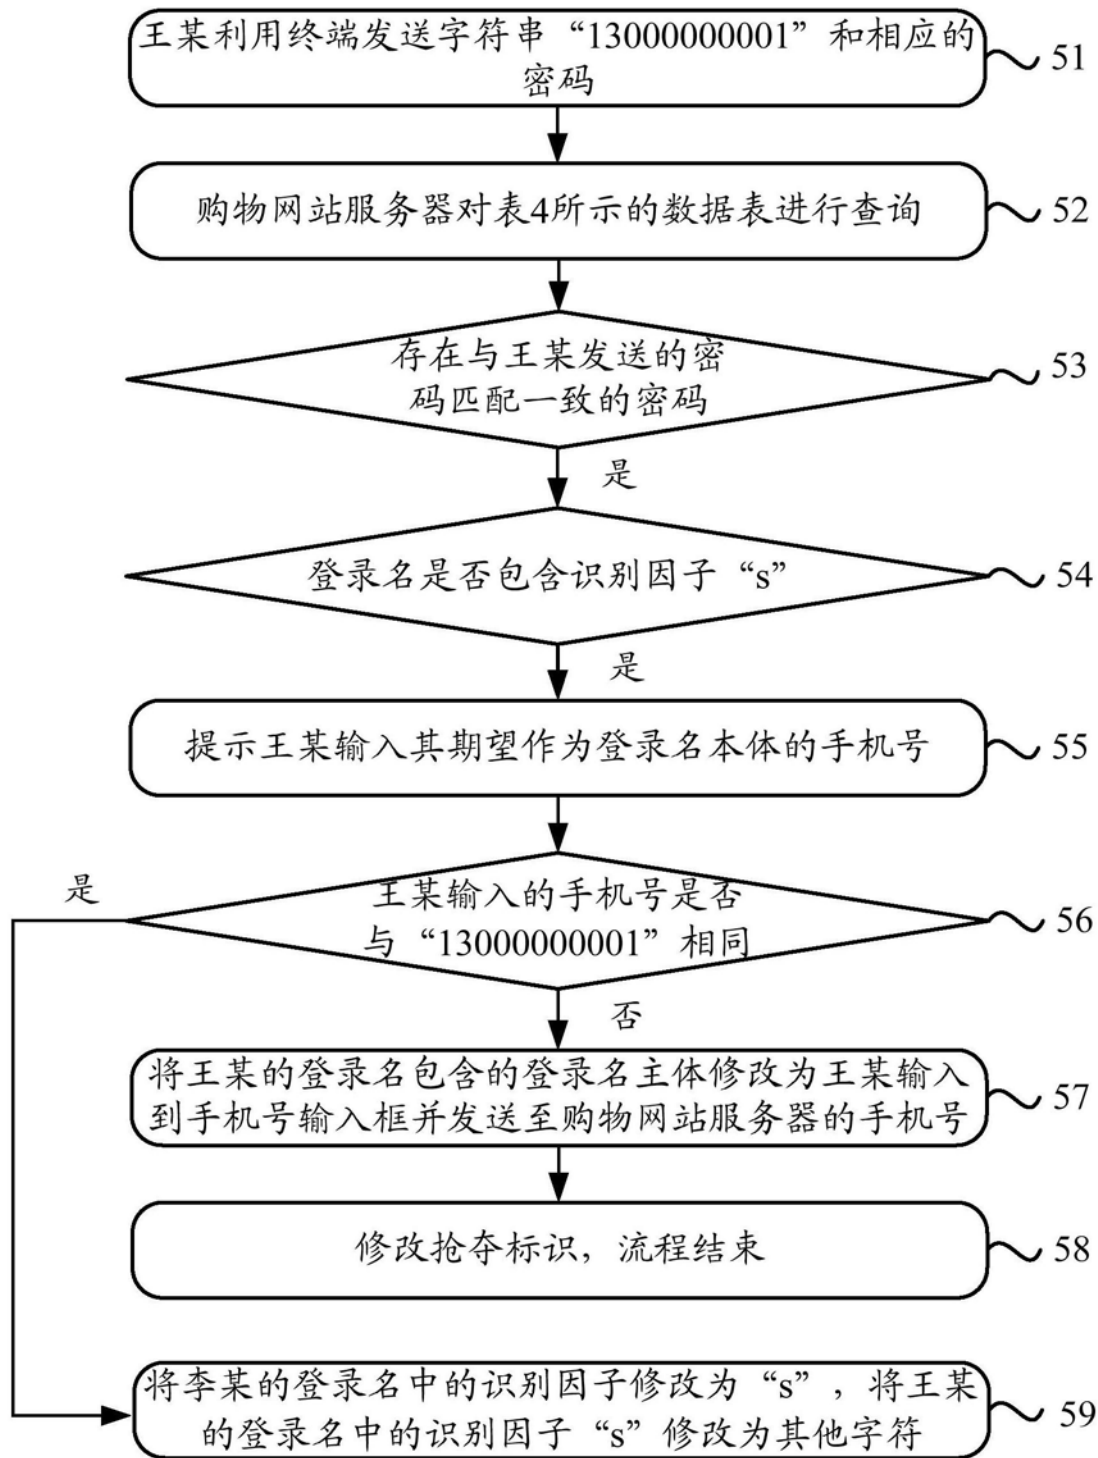 王某利用终端发送字符串“13000000001”和相应的
密码
51
购物网站服务器对表4所示的数据表进行查询
52
存在与王某发送的密
码匹配一致的密码
53
是
登录名是否包含识别因子“s”
54
是
提示王某输入其期望作为登录名本体的手机号
55
是
王某输入的手机号是否
与“13000000001”相同
56
否
将王某的登录名包含的登录名主体修改为王某输入
到手机号输入框并发送至购物网站服务器的手机号
57
修改抢夺标识，流程结束
58
将李某的登录名中的识别因子修改为“s”，将王某
的登录名中的识别因子“s”修改为其他字符
59